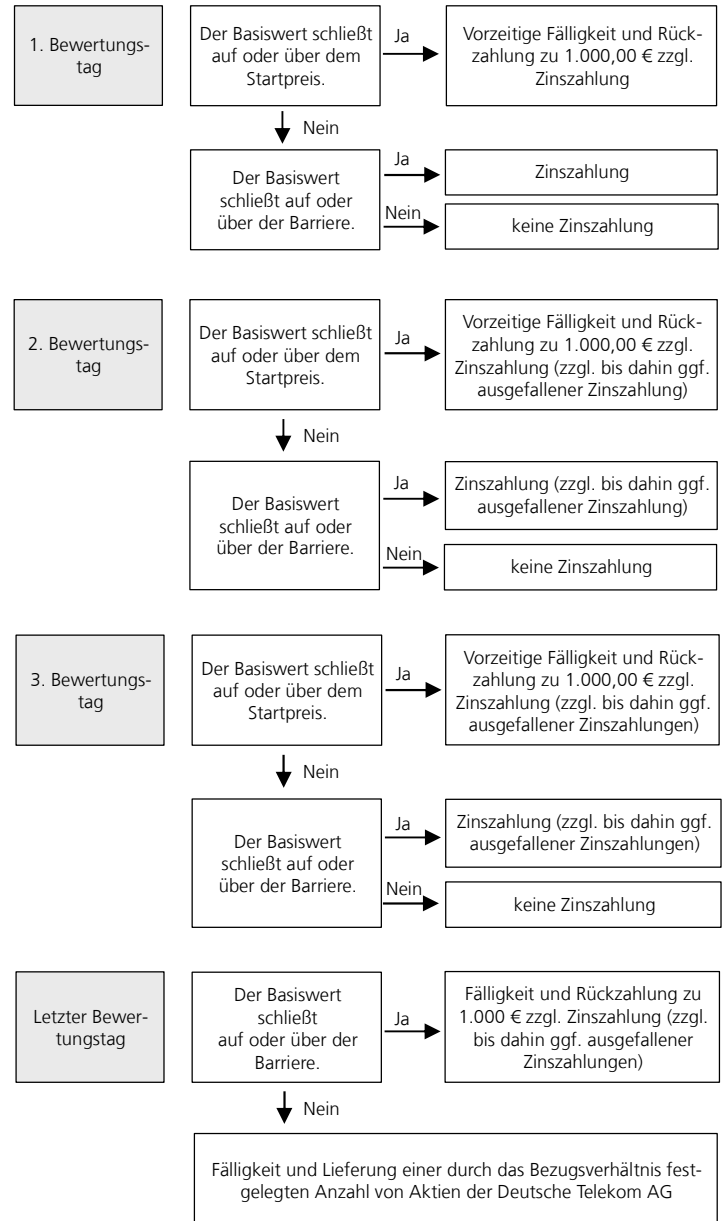 1. Bewertungs-
tag
Der Basiswert schließt
auf oder über dem
Startpreis.
Ja
Vorzeitige Fälligkeit und Rück-
zahlung zu 1.000,00 € zzgl.
Zinszahlung
Nein
Der Basiswert
schließt auf oder
über der Barriere.
Ja
Zinszahlung
Nein
keine Zinszahlung
2. Bewertungs-
tag
Der Basiswert schließt
auf oder über dem
Startpreis.
Ja
Vorzeitige Fälligkeit und Rück-
zahlung zu 1.000,00 € zzgl.
Zinszahlung (zzgl. bis dahin ggf.
ausgefallener Zinszahlung)
Nein
Der Basiswert
schließt auf oder
über der Barriere.
Ja
Zinszahlung (zzgl. bis dahin ggf.
ausgefallener Zinszahlung)
Nein
keine Zinszahlung
3. Bewertungs-
tag
Der Basiswert schließt
auf oder über dem
Startpreis.
Ja
Vorzeitige Fälligkeit und Rück-
zahlung zu 1.000,00 € zzgl.
Zinszahlung (zzgl. bis dahin ggf.
ausgefallener Zinszahlungen)
Nein
Der Basiswert
schließt auf oder
über der Barriere.
Ja
Zinszahlung (zzgl. bis dahin ggf.
ausgefallener Zinszahlungen)
Nein
keine Zinszahlung
Letzter Bewer-
tungstag
Der Basiswert
schließt
auf oder über der
Barriere.
Ja
Fälligkeit und Rückzahlung zu
1.000 € zzgl. Zinszahlung (zzgl.
bis dahin ggf. ausgefallener
Zinszahlungen)
Nein
Fälligkeit und Lieferung einer durch das Bezugsverhältnis fest-
gelegten Anzahl von Aktien der Deutsche Telekom AG